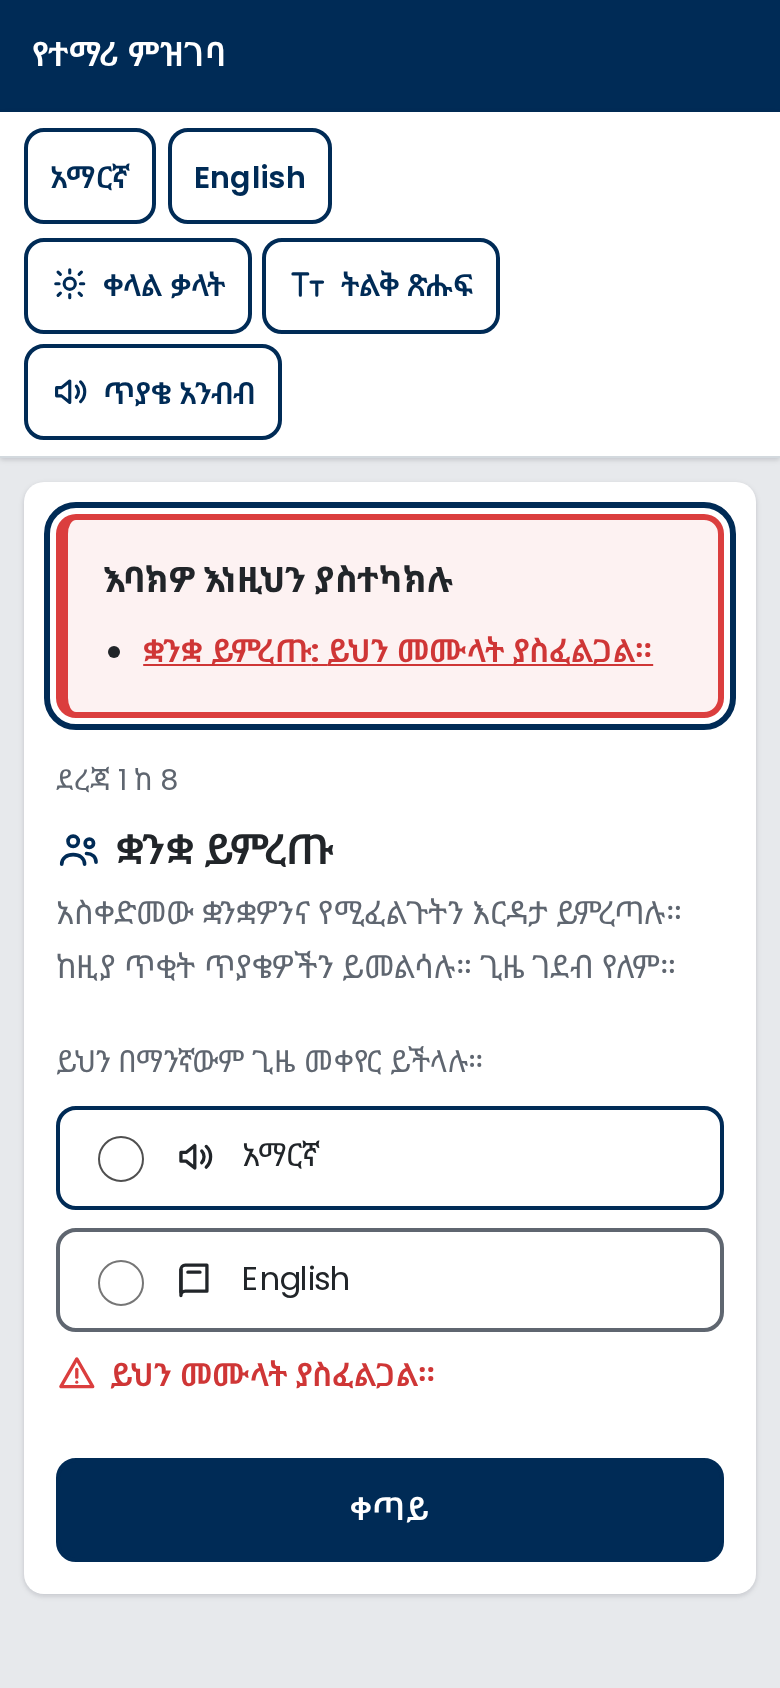 የተማሪ ምዝገባ
አማርኛ
English
ቀላል ቃላት
ትልቅ ጽሑፍ
ጥያቄ አንብብ
እባክዎ እነዚህን ያስተካክሉ
ቋንቋ ይምረጡ: ይህን መሙላት ያስፈልጋል።
ደረጃ 1 ከ 8
ቋንቋ ይምረጡ
አስቀድመው ቋንቋዎንና የሚፈልጉትን እርዳታ ይምረጣሉ።
ከዚያ ጥቂት ጥያቄዎችን ይመልሳሉ። ጊዜ ገደብ የለም።
ይህን በማንኛውም ጊዜ መቀየር ይችላሉ።
አማርኛ
English
ይህን መሙላት ያስፈልጋል።
ቀጣይ